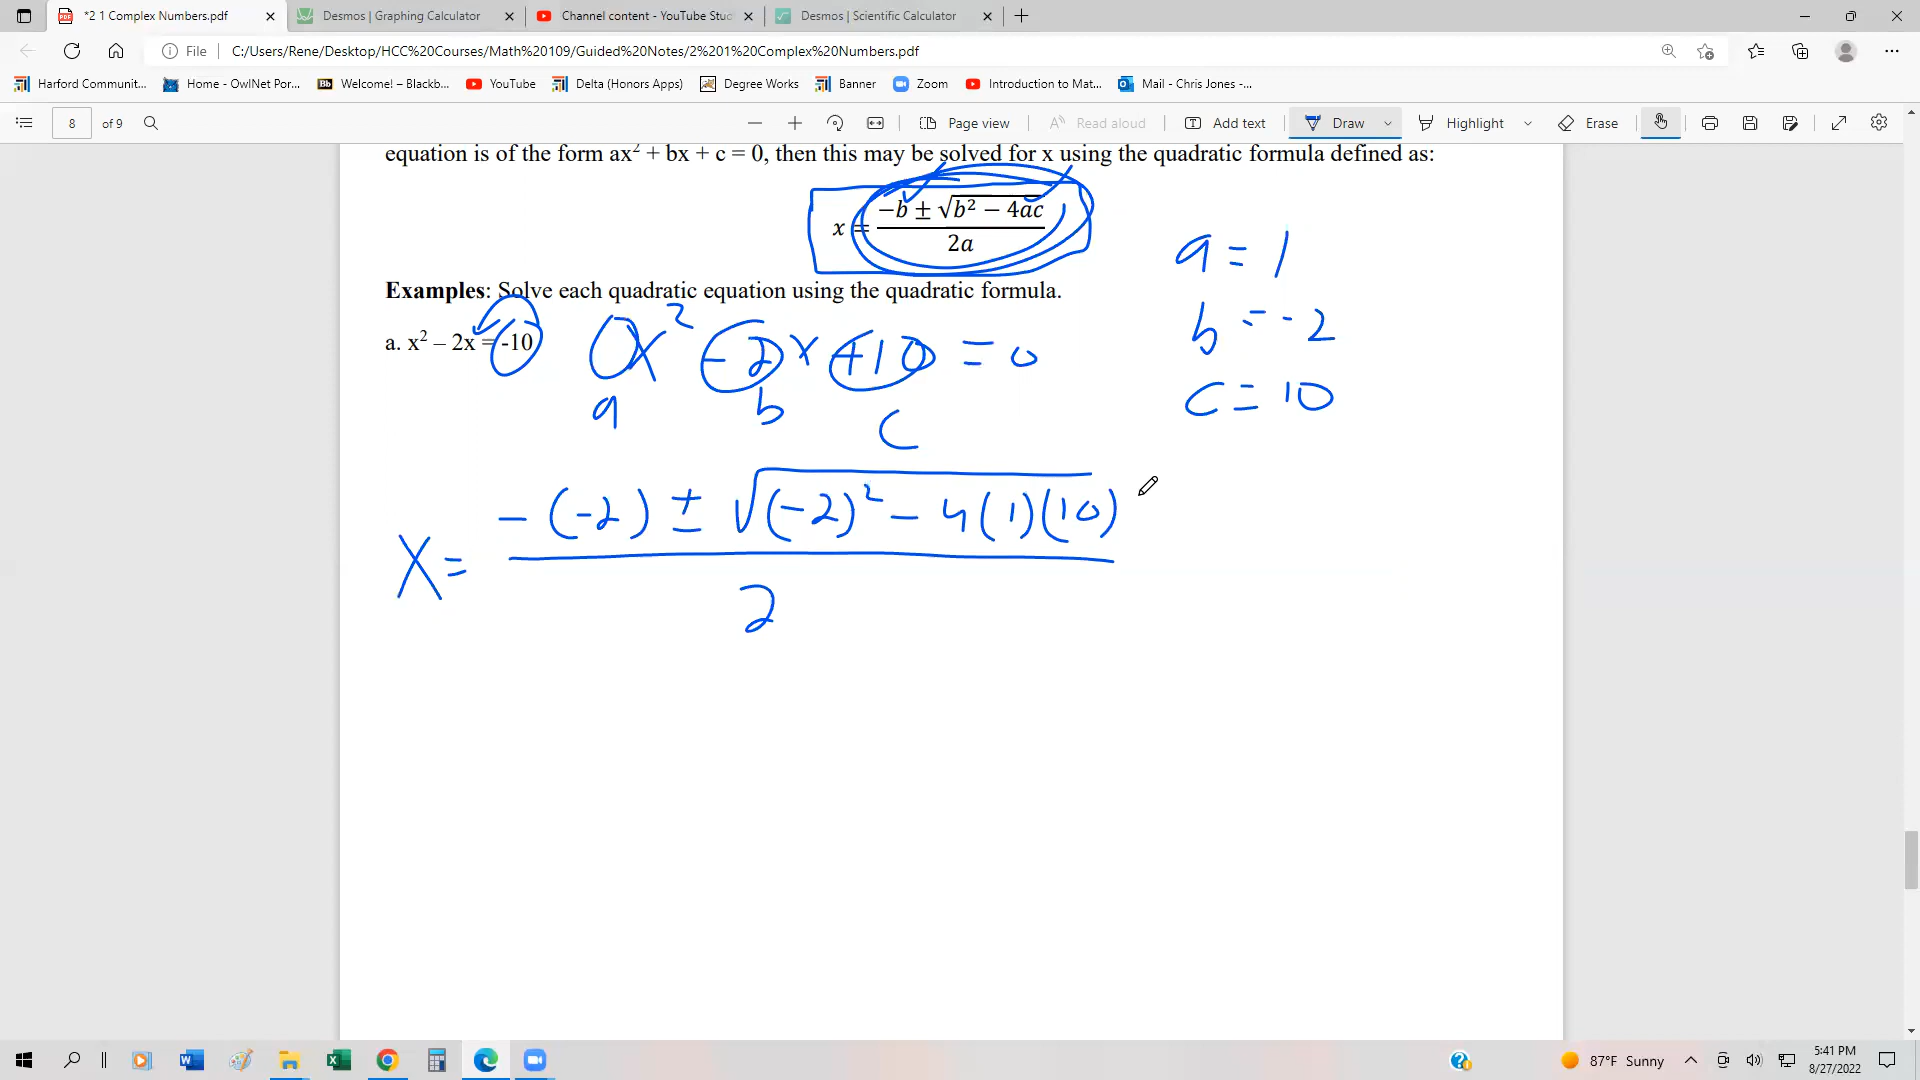 *2 1 Complex Numbers.pdf
Desmos | Graphing Calculator
Channel content - YouTube Stud
Desmos | Scientific Calculator
File
C:/Users/Rene/Desktop/HCC%20Courses/Math%20109/Guided%20Notes/2%201%20Complex%20Numbers.pdf
Harford Communit...
Home - OwlNet Por...
Bb Welcome! – Blackb...
YouTube
Delta (Honors Apps)
Degree Works
Banner
Zoom
Introduction to Mat...
Mail - Chris Jones -...
8 of 9
Page view
Read aloud
Add text
Draw
Highlight
Erase
equation is of the form ax² + bx + c = 0, then this may be solved for x using the quadratic formula defined as:
x = (−b ± √(b² − 4ac)) / 2a
a = 1
b = -2
c = 10
Examples: Solve each quadratic equation using the quadratic formula.
a. x² – 2x = -10
x² - 2x + 10 = 0
a b c
X = (-(-2) ± √((-2)² - 4(1)(10))) / 2
87°F Sunny
5:41 PM
8/27/2022